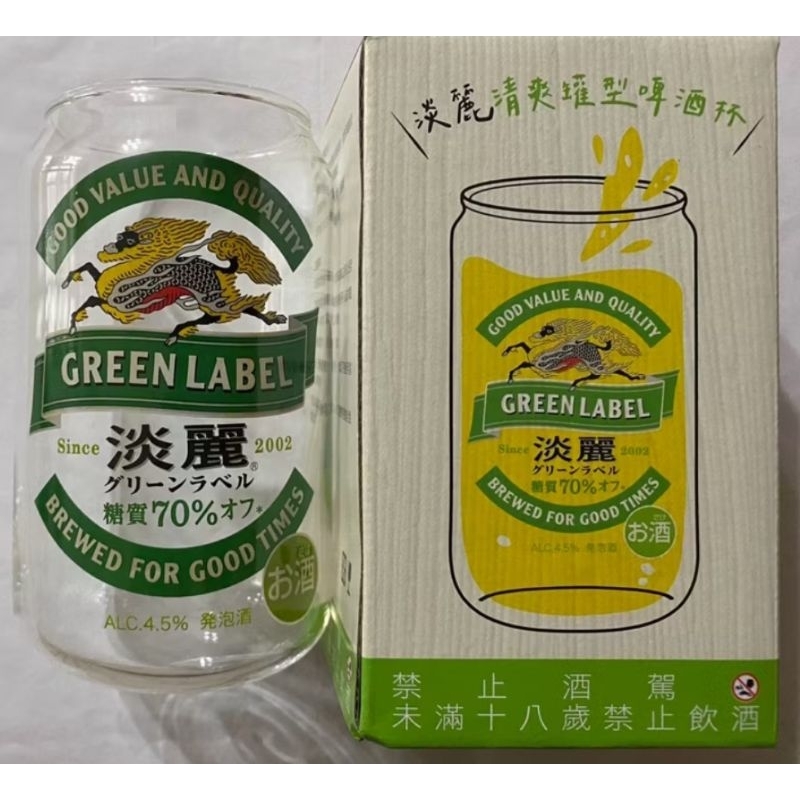 GOOD VALUE AND QUALITY
GREEN LABEL
Since 淡麗® 2002
グリーンラベル
糖質70%オフ*
BREWED FOR GOOD TIMES
お酒
ALC.4.5% 発泡酒
淡麗清爽罐型啤酒杯
GOOD VALUE AND QUALITY
GREEN LABEL
Since 淡麗 2002
グリーンラベル
糖質70%オフ*
BREWED FOR GOOD TIMES
お酒
ALC.4.5% 発泡酒
禁止酒駕
未滿十八歲禁止飲酒